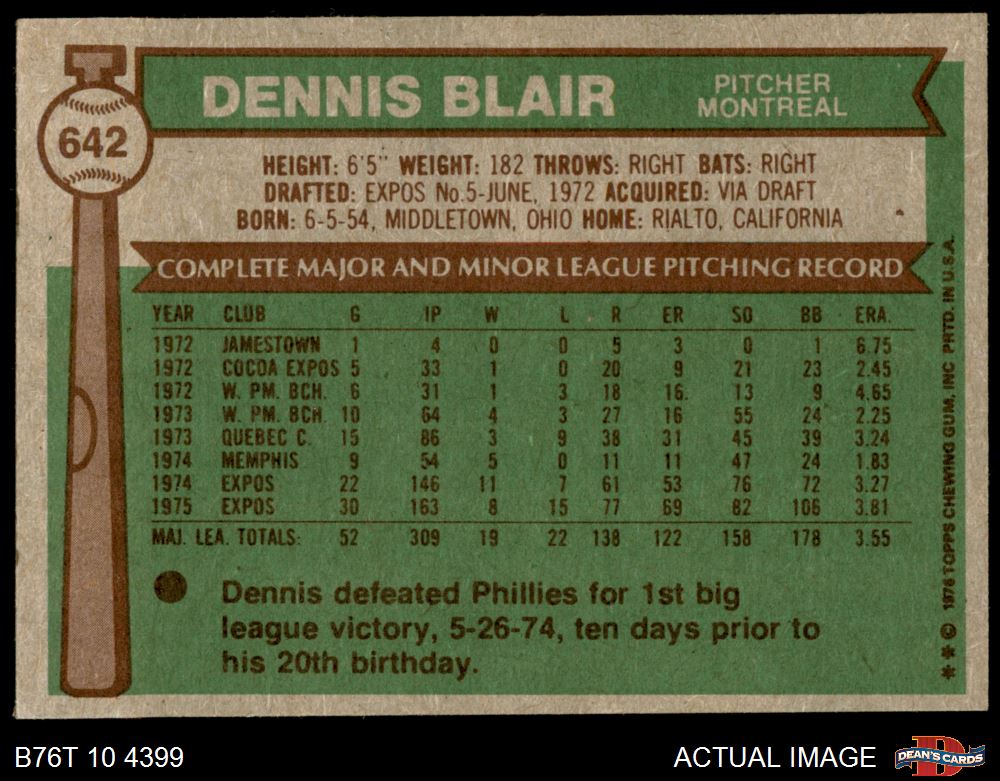 DENNIS BLAIR
PITCHER
MONTREAL
642
HEIGHT: 6'5" WEIGHT: 182 THROWS: RIGHT BATS: RIGHT
DRAFTED: EXPOS No.5-JUNE, 1972 ACQUIRED: VIA DRAFT
BORN: 6-5-54, MIDDLETOWN, OHIO HOME: RIALTO, CALIFORNIA
COMPLETE MAJOR AND MINOR LEAGUE PITCHING RECORD
YEAR CLUB G IP W L R ER SO BB ERA.
1972 JAMESTOWN 1 4 0 0 5 3 0 1 6.75
1972 COCOA EXPOS 5 33 1 0 20 9 21 23 2.45
1972 W. PM. BCH. 6 31 1 3 18 16. 13 9 4.65
1973 W. PM. BCH. 10 64 4 3 27 16 55 24 2.25
1973 QUEBEC C. 15 86 3 9 38 31 45 39 3.24
1974 MEMPHIS 9 54 5 0 11 11 47 24 1.83
1974 EXPOS 22 146 11 7 61 53 76 72 3.27
1975 EXPOS 30 163 8 15 77 69 82 106 3.81
MAJ. LEA. TOTALS: 52 309 19 22 138 122 158 178 3.55
Dennis defeated Phillies for 1st big
league victory, 5-26-74, ten days prior to
his 20th birthday.
* * © 1976 TOPPS CHEWING GUM, INC PRTD. IN U.S.A.
B76T 10 4399
ACTUAL IMAGE
D
DEAN'S CARDS